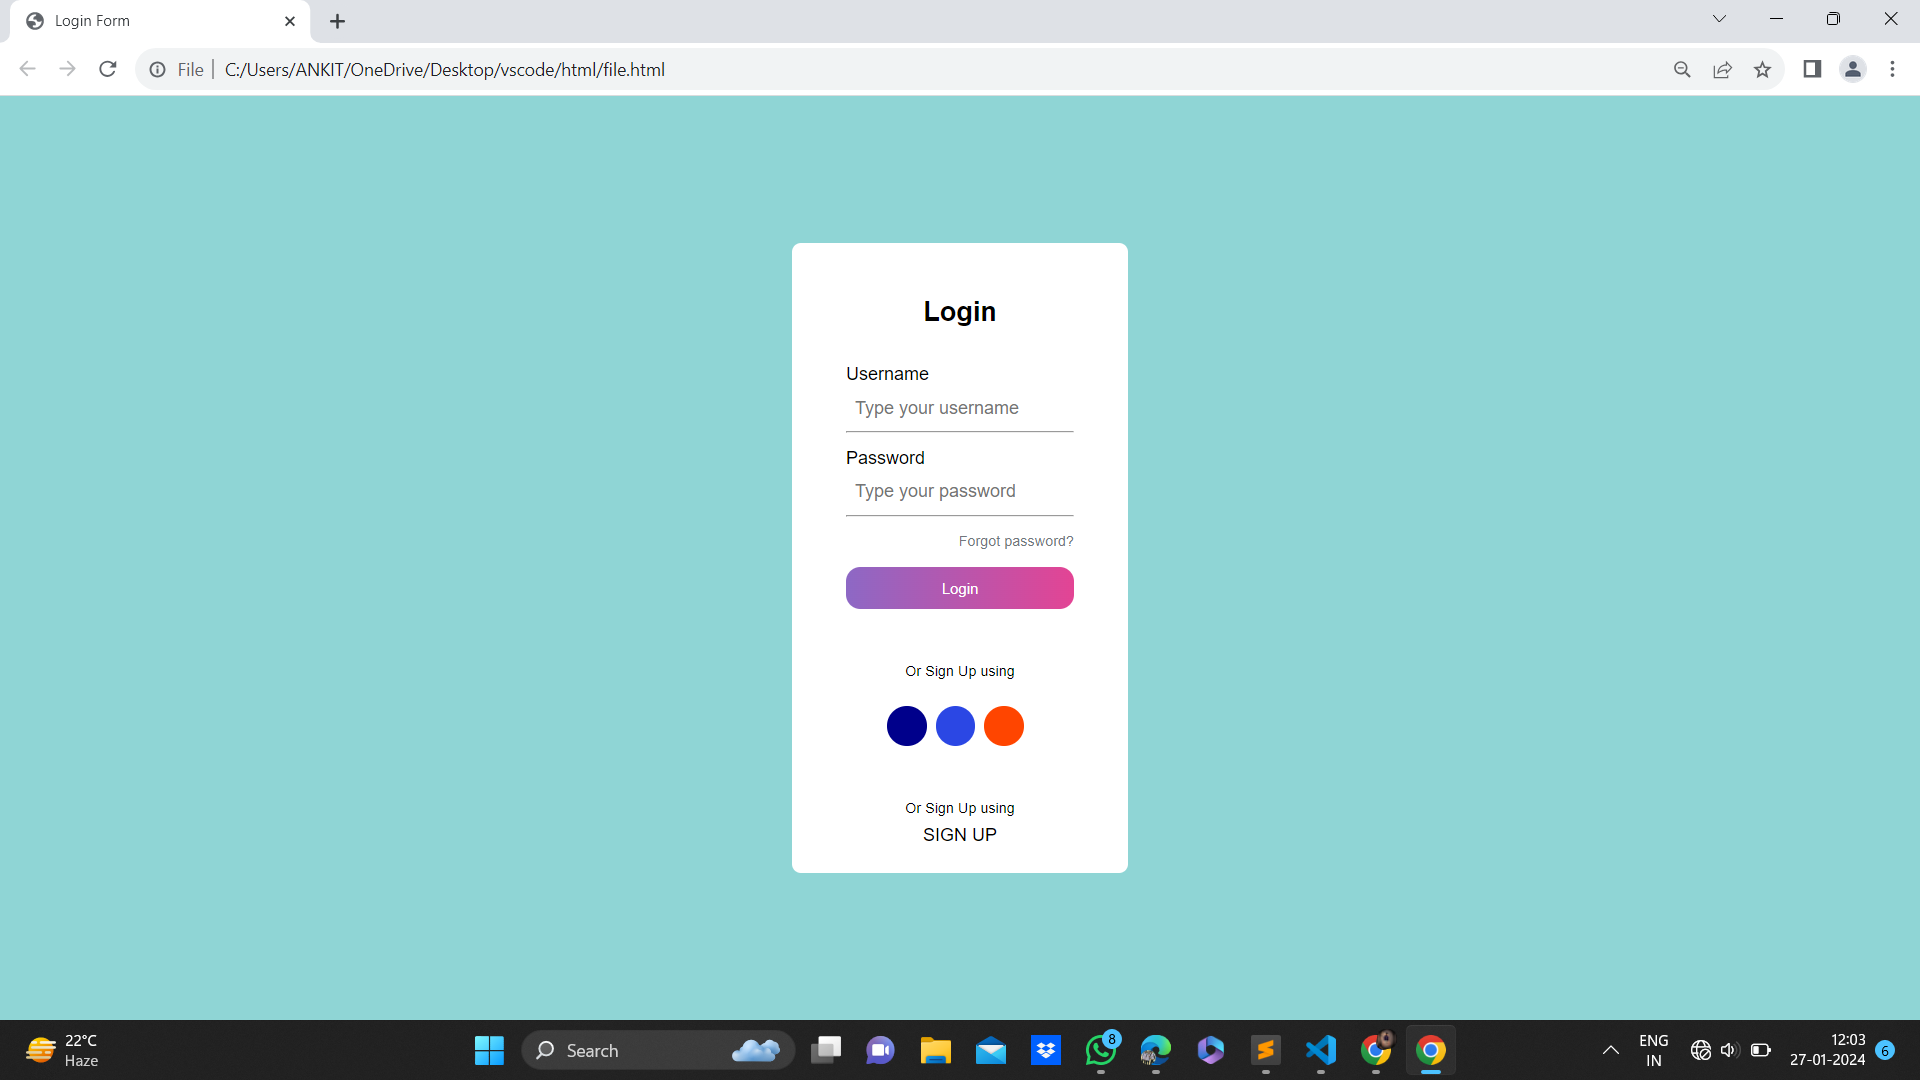 Login Form
File
C:/Users/ANKIT/OneDrive/Desktop/vscode/html/file.html
Login
Username
Type your username
Password
Type your password
Forgot password?
Login
Or Sign Up using
Or Sign Up using
SIGN UP
22°C
Haze
Search
8
ENG
IN
12:03
27-01-2024
6